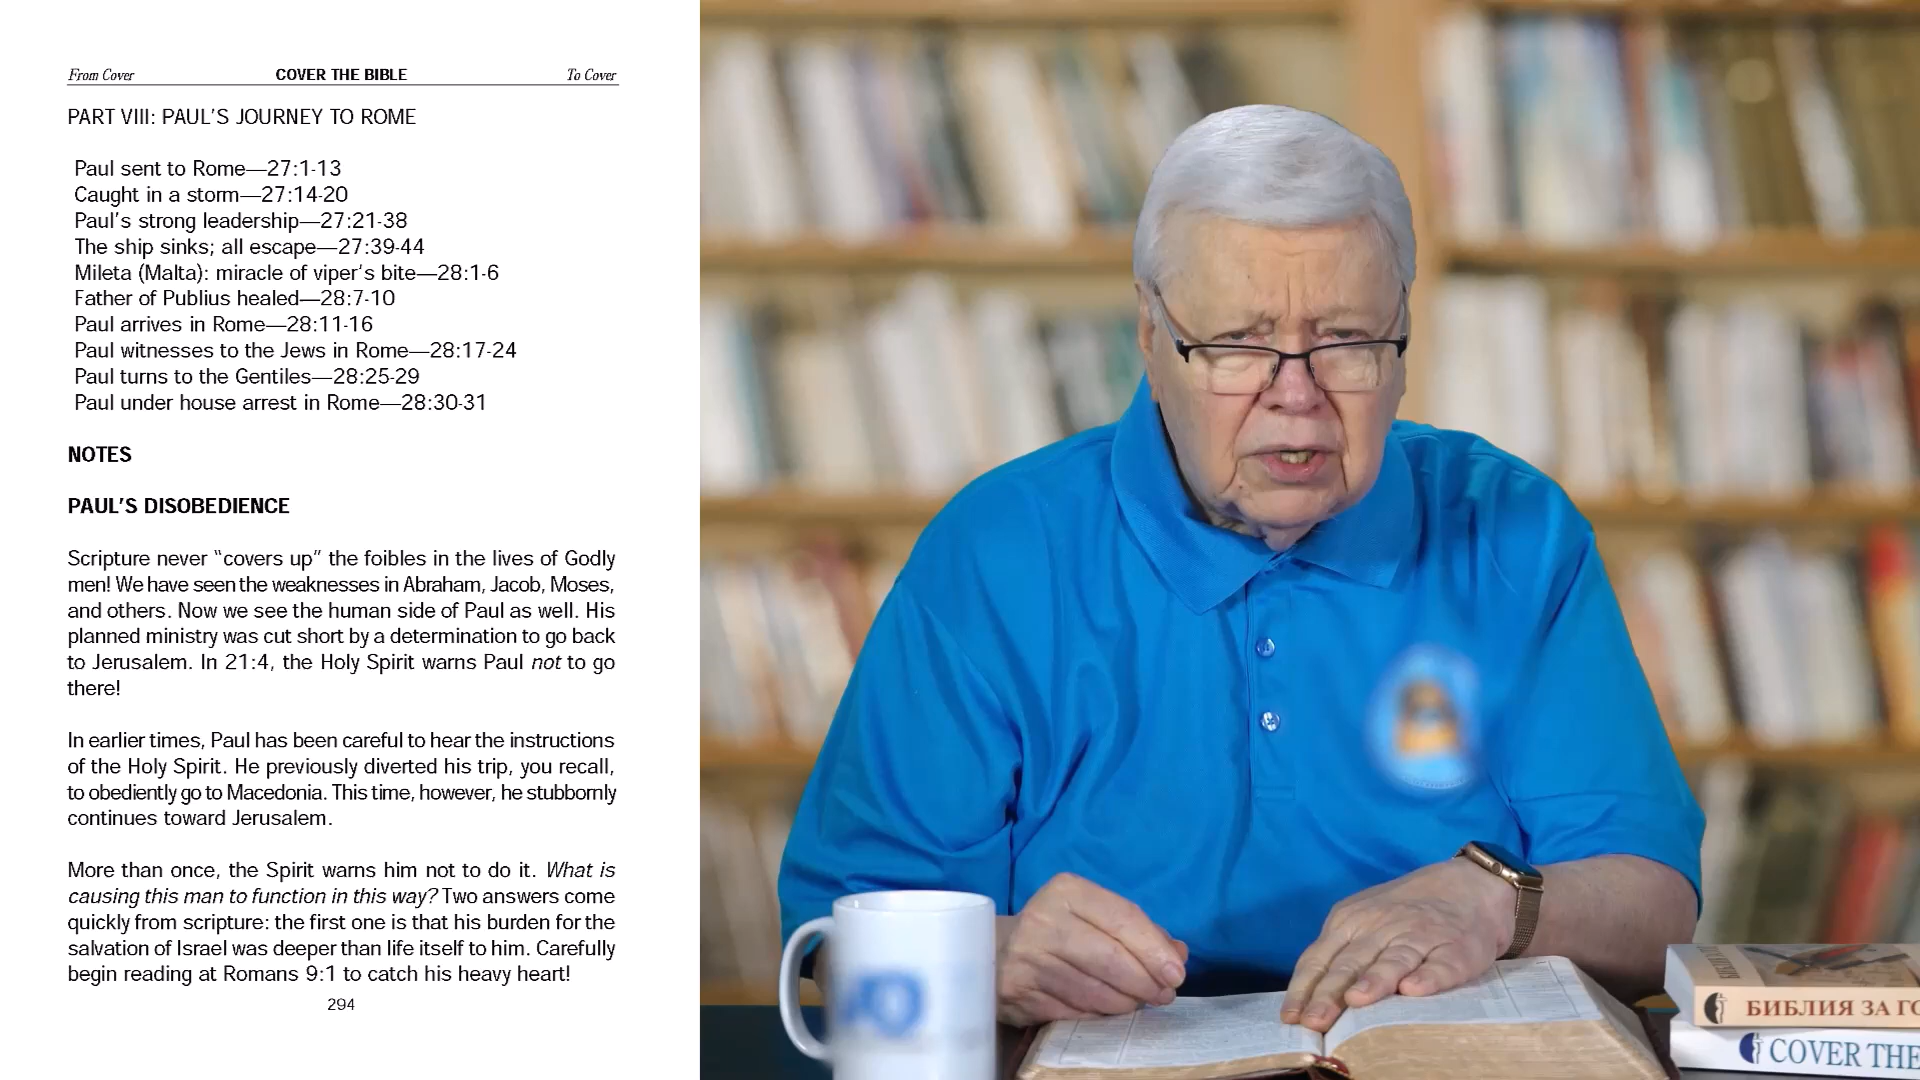 From Cover COVER THE BIBLE To Cover
PART VIII: PAUL'S JOURNEY TO ROME
Paul sent to Rome—27:1-13
Caught in a storm—27:14-20
Paul's strong leadership—27:21-38
The ship sinks; all escape—27:39-44
Mileta (Malta): miracle of viper's bite—28:1-6
Father of Publius healed—28:7-10
Paul arrives in Rome—28:11-16
Paul witnesses to the Jews in Rome—28:17-24
Paul turns to the Gentiles—28:25-29
Paul under house arrest in Rome—28:30-31
NOTES
PAUL'S DISOBEDIENCE
Scripture never “covers up” the foibles in the lives of Godly
men! We have seen the weaknesses in Abraham, Jacob, Moses,
and others. Now we see the human side of Paul as well. His
planned ministry was cut short by a determination to go back
to Jerusalem. In 21:4, the Holy Spirit warns Paul not to go
there!
In earlier times, Paul has been careful to hear the instructions
of the Holy Spirit. He previously diverted his trip, you recall,
to obediently go to Macedonia. This time, however, he stubbornly
continues toward Jerusalem.
More than once, the Spirit warns him not to do it. What is
causing this man to function in this way? Two answers come
quickly from scripture: the first one is that his burden for the
salvation of Israel was deeper than life itself to him. Carefully
begin reading at Romans 9:1 to catch his heavy heart!
294
БИБЛИЯ ЗА
COVER THE